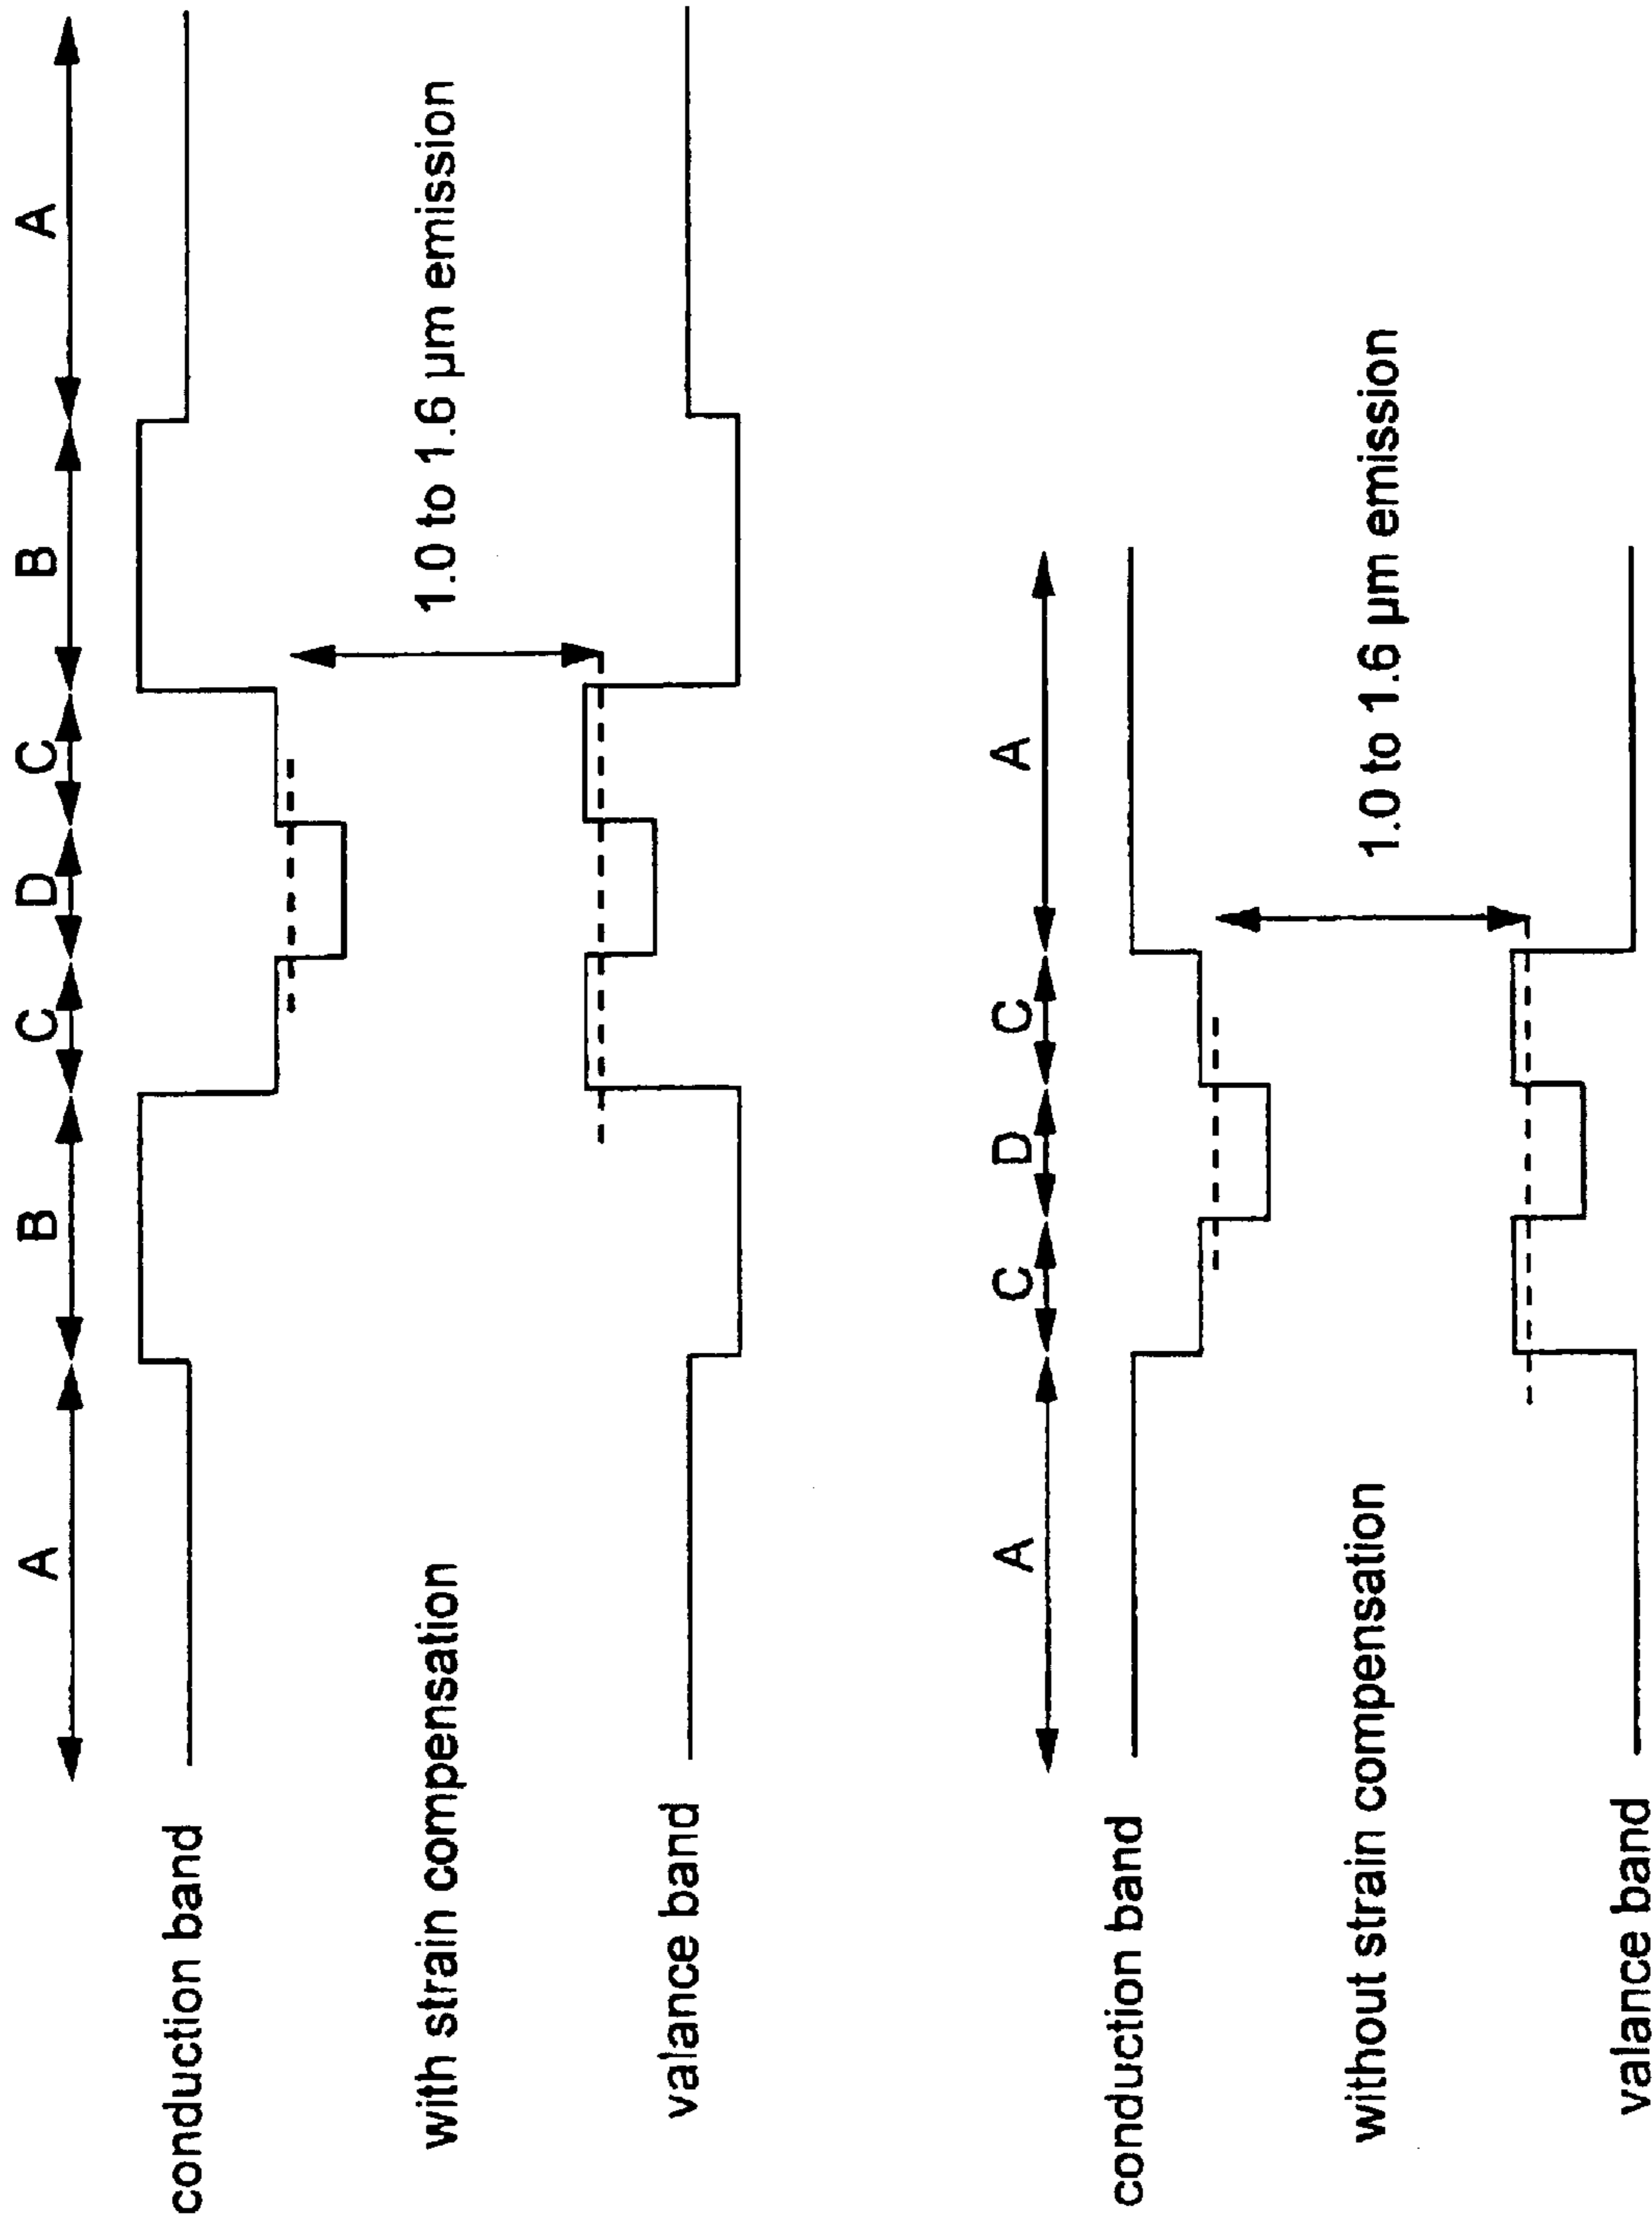 A B C D C B A
conduction band
with strain compensation
1.0 to 1.6 µm emission
valance band
A C D C A
conduction band
without strain compensation
1.0 to 1.6 µm emission
valance band